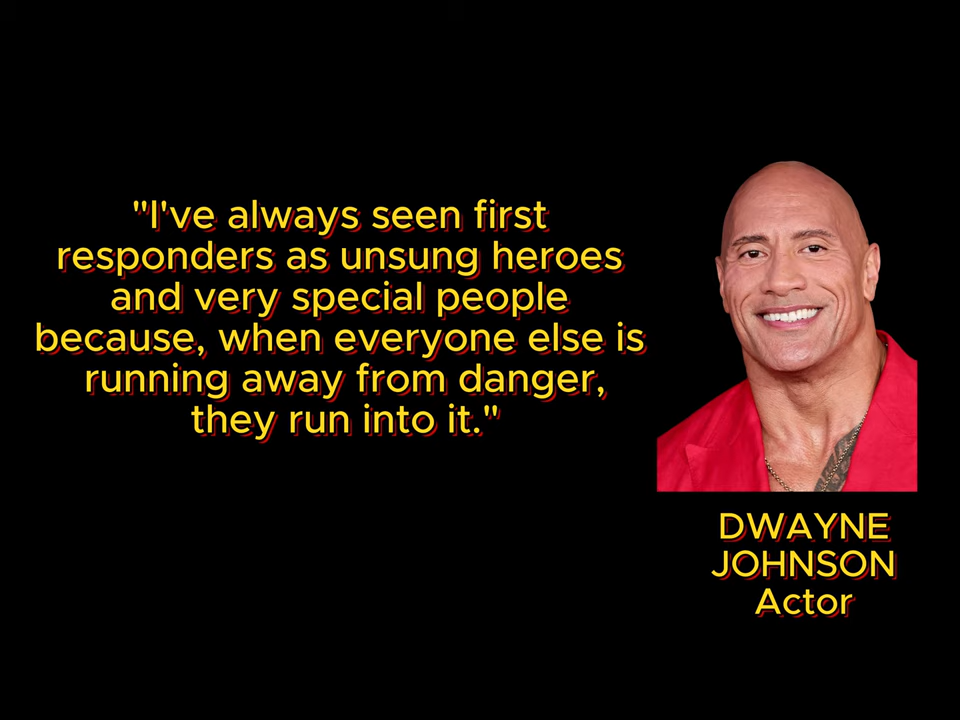 "I've always seen first
responders as unsung heroes
and very special people
because, when everyone else is
running away from danger,
they run into it."
DWAYNE
JOHNSON
Actor